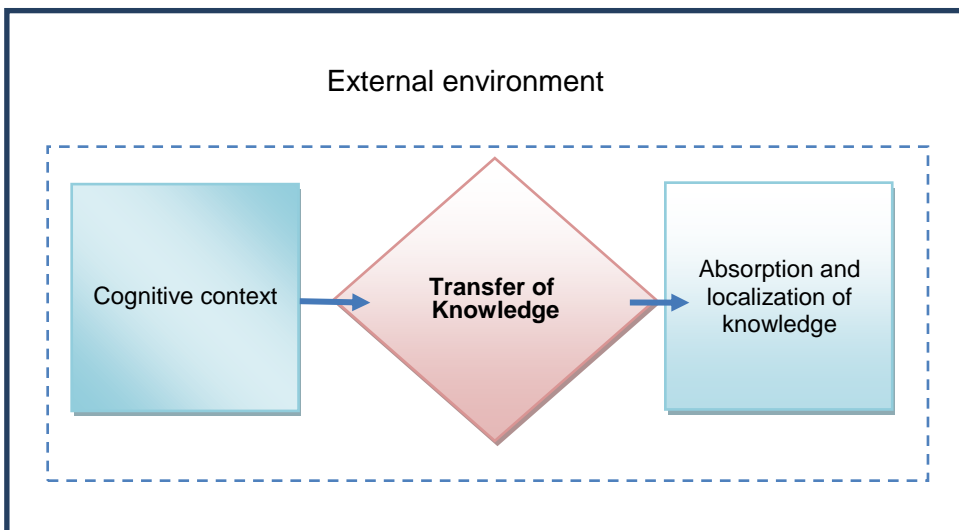 External environment
Cognitive context
Transfer of
Knowledge
Absorption and
localization of
knowledge